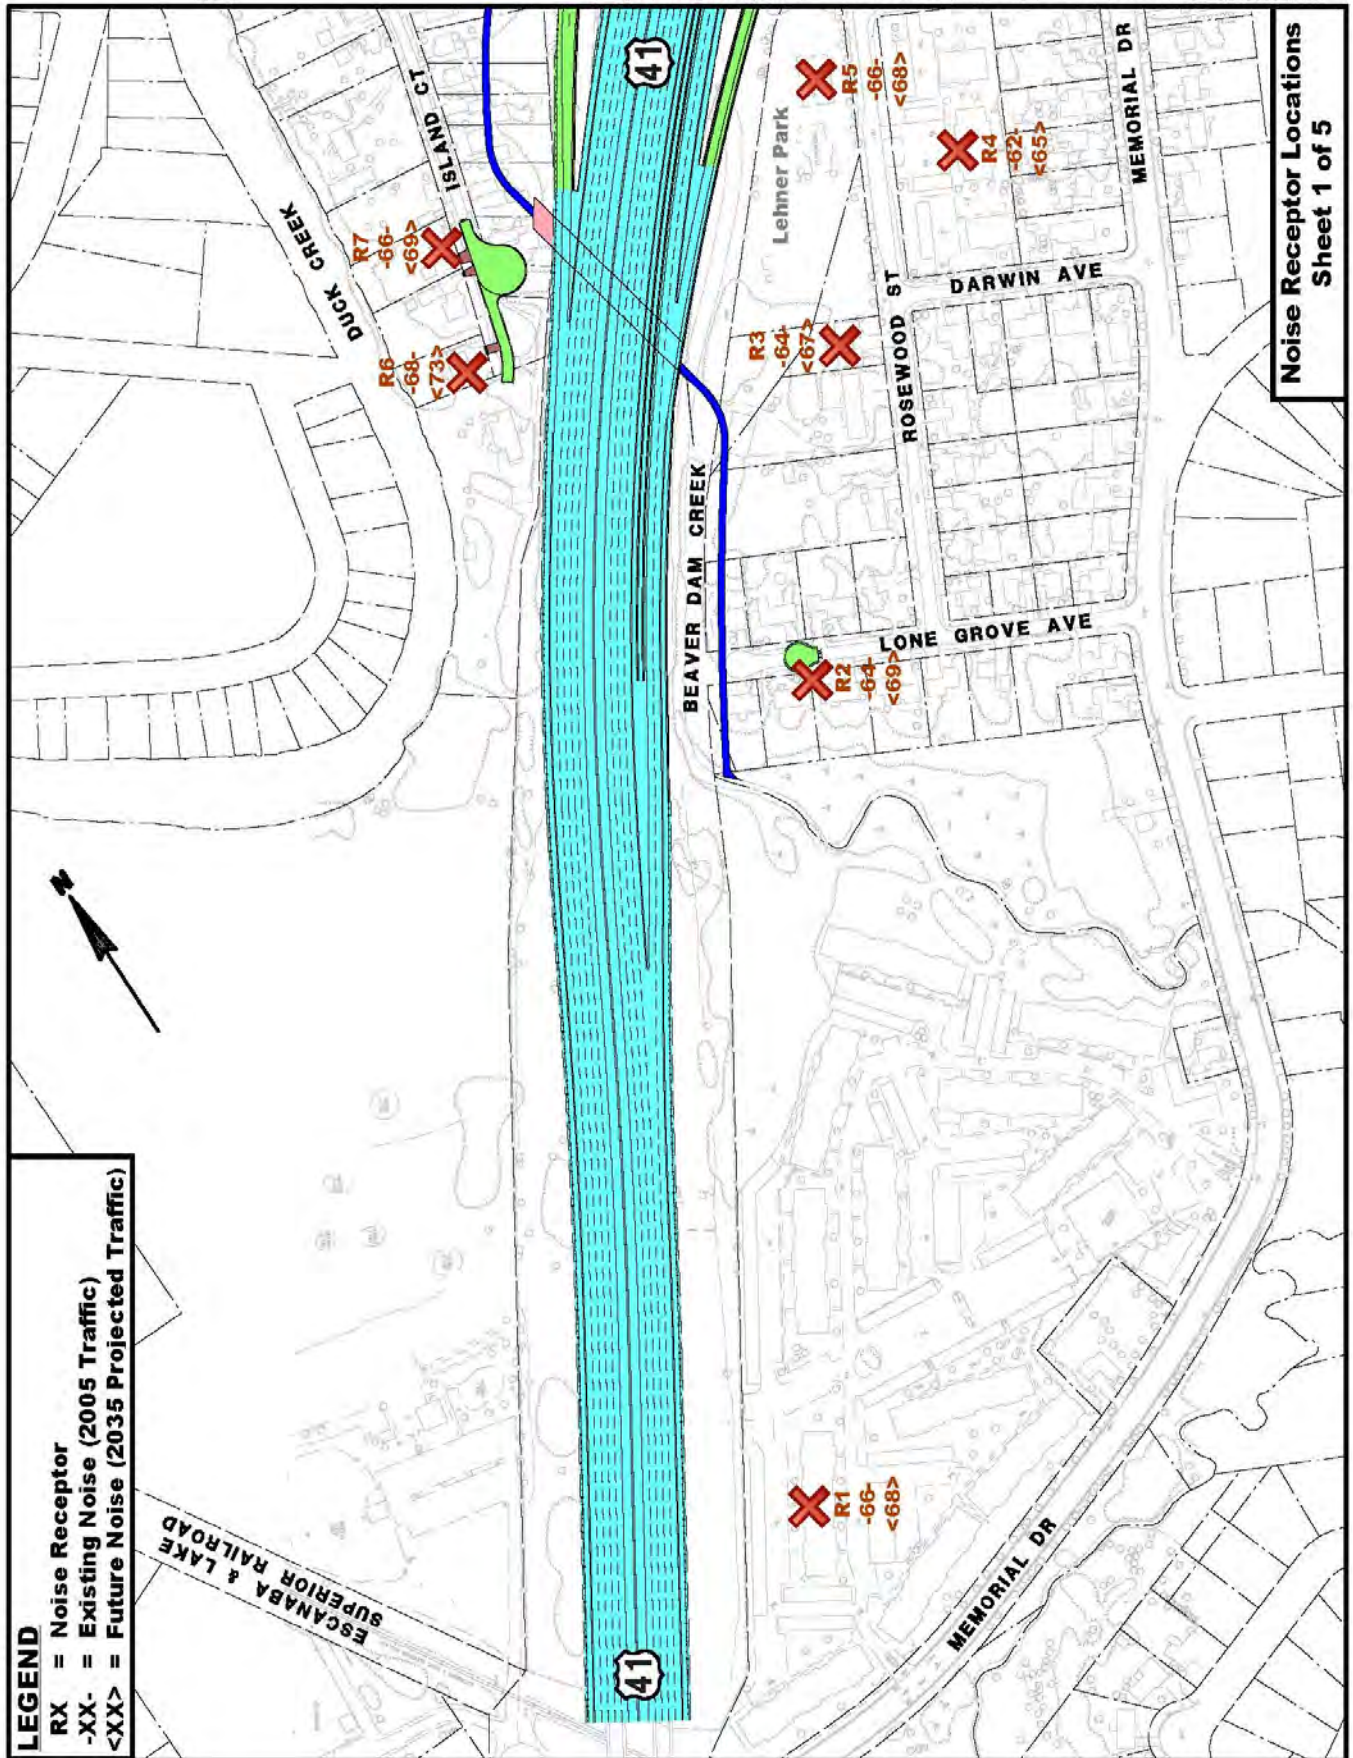 LEGEND
RX = Noise Receptor
-XX- = Existing Noise (2005 Traffic)
<XX> = Future Noise (2035 Projected Traffic)
ESCANABA & LAKE
SUPERIOR RAILROAD
N
DUCK CREEK
ISLAND CT
R6
-68-
<73>
R7
-66-
<69>
41
41
BEAVER DAM CREEK
Lehner Park
R1
-66-
<68>
R2
-64-
<69>
R3
-64-
<67>
R5
-66-
<68>
R4
-62-
<65>
ROSEWOOD ST
LONE GROVE AVE
DARWIN AVE
MEMORIAL DR
MEMORIAL DR
Noise Receptor Locations
Sheet 1 of 5